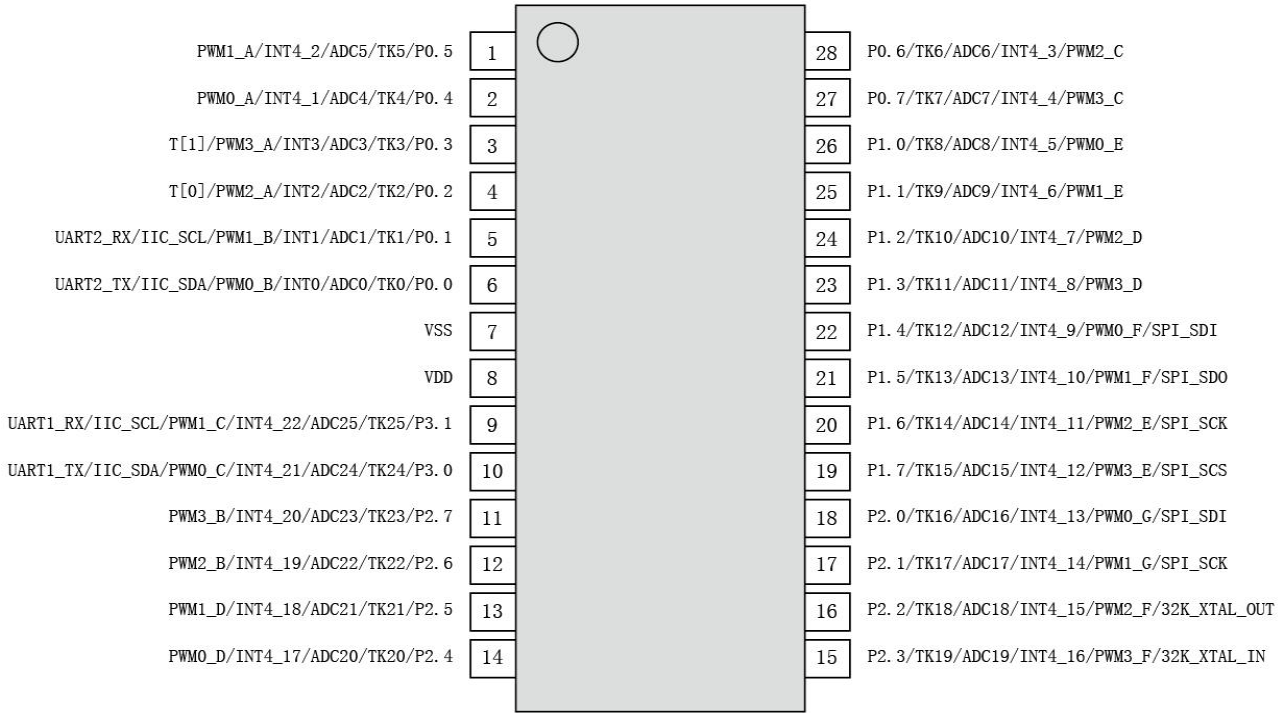 PWM1_A/INT4_2/ADC5/TK5/P0.5 1 28 P0.6/TK6/ADC6/INT4_3/PWM2_C
PWM0_A/INT4_1/ADC4/TK4/P0.4 2 27 P0.7/TK7/ADC7/INT4_4/PWM3_C
T[1]/PWM3_A/INT3/ADC3/TK3/P0.3 3 26 P1.0/TK8/ADC8/INT4_5/PWM0_E
T[0]/PWM2_A/INT2/ADC2/TK2/P0.2 4 25 P1.1/TK9/ADC9/INT4_6/PWM1_E
UART2_RX/IIC_SCL/PWM1_B/INT1/ADC1/TK1/P0.1 5 24 P1.2/TK10/ADC10/INT4_7/PWM2_D
UART2_TX/IIC_SDA/PWM0_B/INT0/ADC0/TK0/P0.0 6 23 P1.3/TK11/ADC11/INT4_8/PWM3_D
VSS 7 22 P1.4/TK12/ADC12/INT4_9/PWM0_F/SPI_SDI
VDD 8 21 P1.5/TK13/ADC13/INT4_10/PWM1_F/SPI_SDO
UART1_RX/IIC_SCL/PWM1_C/INT4_22/ADC25/TK25/P3.1 9 20 P1.6/TK14/ADC14/INT4_11/PWM2_E/SPI_SCK
UART1_TX/IIC_SDA/PWM0_C/INT4_21/ADC24/TK24/P3.0 10 19 P1.7/TK15/ADC15/INT4_12/PWM3_E/SPI_SCS
PWM3_B/INT4_20/ADC23/TK23/P2.7 11 18 P2.0/TK16/ADC16/INT4_13/PWM0_G/SPI_SDI
PWM2_B/INT4_19/ADC22/TK22/P2.6 12 17 P2.1/TK17/ADC17/INT4_14/PWM1_G/SPI_SCK
PWM1_D/INT4_18/ADC21/TK21/P2.5 13 16 P2.2/TK18/ADC18/INT4_15/PWM2_F/32K_XTAL_OUT
PWM0_D/INT4_17/ADC20/TK20/P2.4 14 15 P2.3/TK19/ADC19/INT4_16/PWM3_F/32K_XTAL_IN